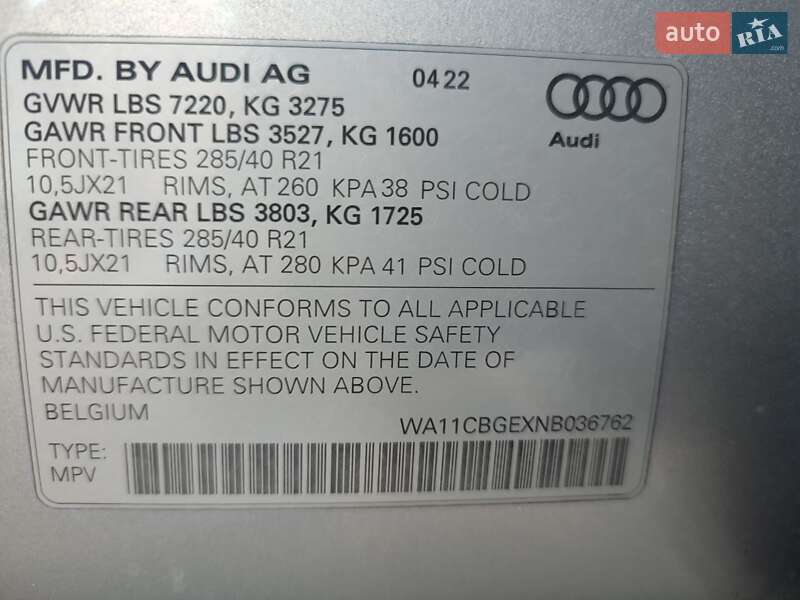 auto RIA.com
MFD. BY AUDI AG 04 22
GVWR LBS 7220, KG 3275
GAWR FRONT LBS 3527, KG 1600
Audi
FRONT-TIRES 285/40 R21
10,5JX21 RIMS, AT 260 KPA 38 PSI COLD
GAWR REAR LBS 3803, KG 1725
REAR-TIRES 285/40 R21
10,5JX21 RIMS, AT 280 KPA 41 PSI COLD
THIS VEHICLE CONFORMS TO ALL APPLICABLE
U.S. FEDERAL MOTOR VEHICLE SAFETY
STANDARDS IN EFFECT ON THE DATE OF
MANUFACTURE SHOWN ABOVE.
BELGIUM
WA11CBGEXNB036762
TYPE:
MPV